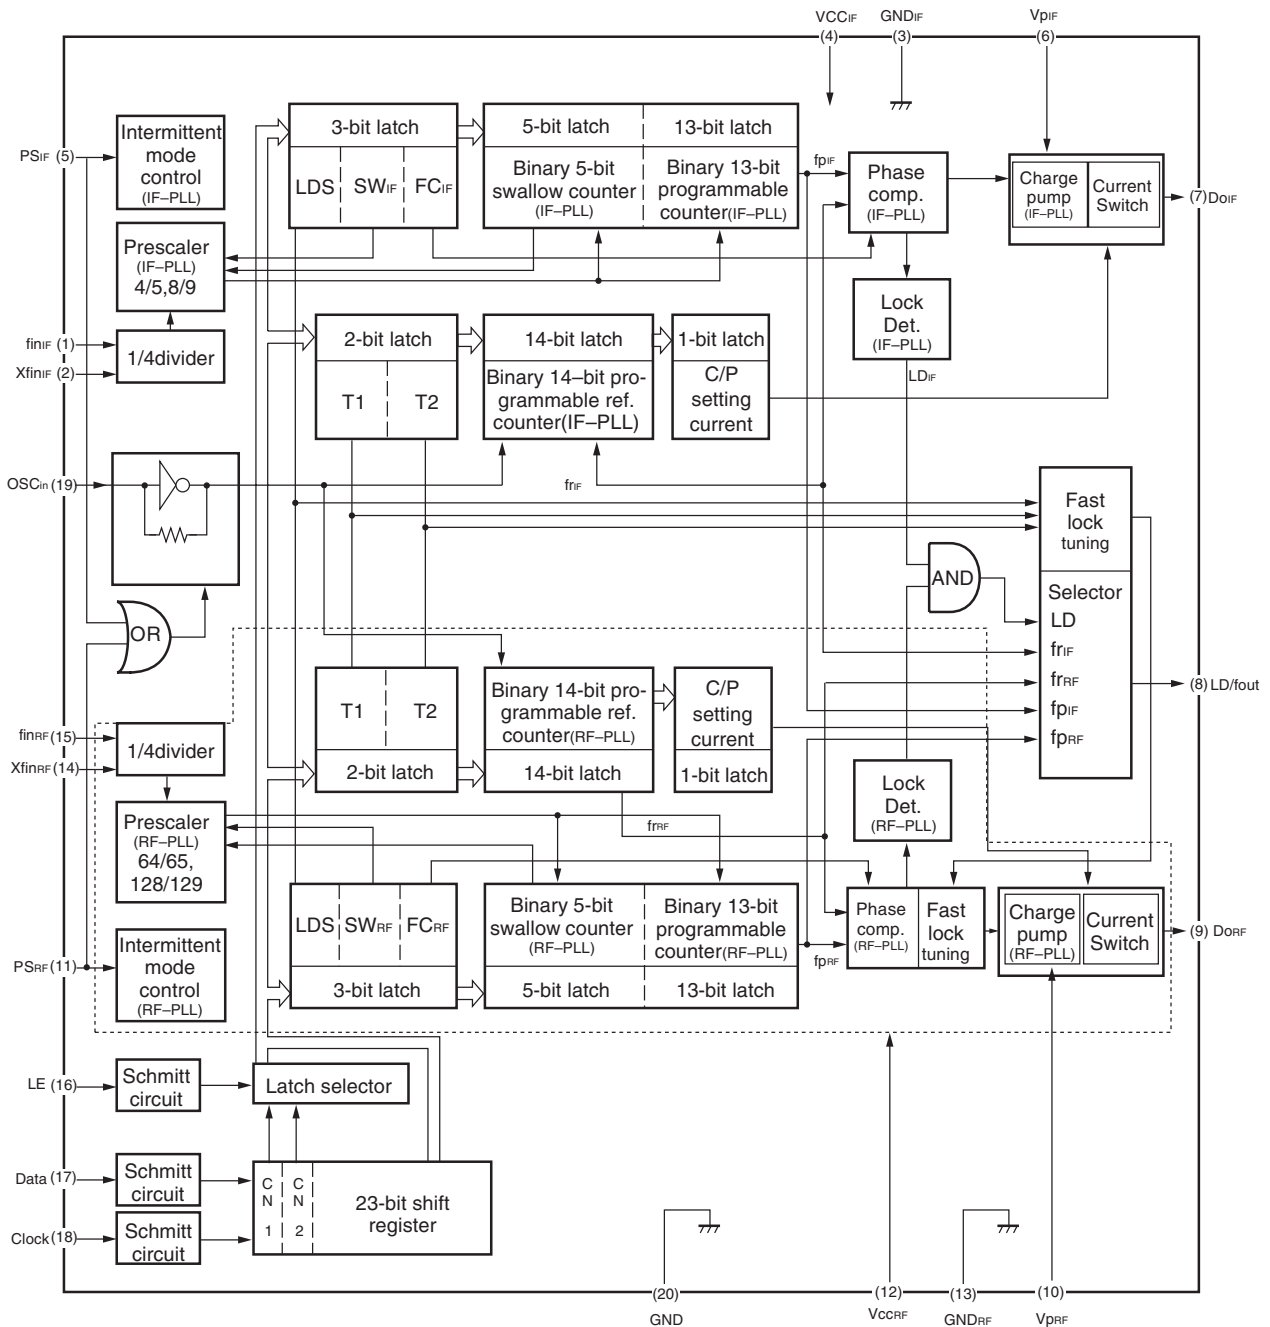 VCCIF GNDIF VpIF
(4) (3) (6)
PSIF (5)
Intermittent
mode
control
(IF–PLL)
3-bit latch
LDS SWIF FCIF
5-bit latch 13-bit latch
Binary 5-bit
swallow counter
(IF–PLL)
Binary 13-bit
programmable
counter(IF–PLL)
fpIF
Phase
comp.
(IF–PLL)
Charge
pump
(IF–PLL)
Current
Switch
(7) DoIF
Prescaler
(IF–PLL)
4/5,8/9
Lock
Det.
(IF–PLL)
LDIF
finIF (1)
XfinIF (2)
1/4divider
2-bit latch
T1 T2
14-bit latch
Binary 14–bit pro-
grammable ref.
counter(IF–PLL)
1-bit latch
C/P
setting
current
OSCin (19)
frIF
Fast
lock
tuning
AND
OR
Selector
LD
frIF
frRF
fpIF
fpRF
(8) LD/fout
T1 T2
2-bit latch
Binary 14-bit pro-
grammable ref.
counter(RF–PLL)
14-bit latch
C/P
setting
current
1-bit latch
finRF (15)
XfinRF (14)
1/4divider
Prescaler
(RF–PLL)
64/65,
128/129
frRF
Lock
Det.
(RF–PLL)
LDS SWRF FCRF
3-bit latch
Binary 5-bit
swallow counter
(RF–PLL)
Binary 13-bit
programmable
counter(RF–PLL)
5-bit latch 13-bit latch
fpRF
Phase
comp.
(RF–PLL)
Fast
lock
tuning
Charge
pump
(RF–PLL)
Current
Switch
(9) DoRF
PSRF (11)
Intermittent
mode
control
(RF–PLL)
LE (16)
Schmitt
circuit
Latch selector
Data (17)
Schmitt
circuit
C
N
1
C
N
2
23-bit shift
register
Clock (18)
Schmitt
circuit
(20) (12) (13) (10)
GND VccRF GNDRF VpRF